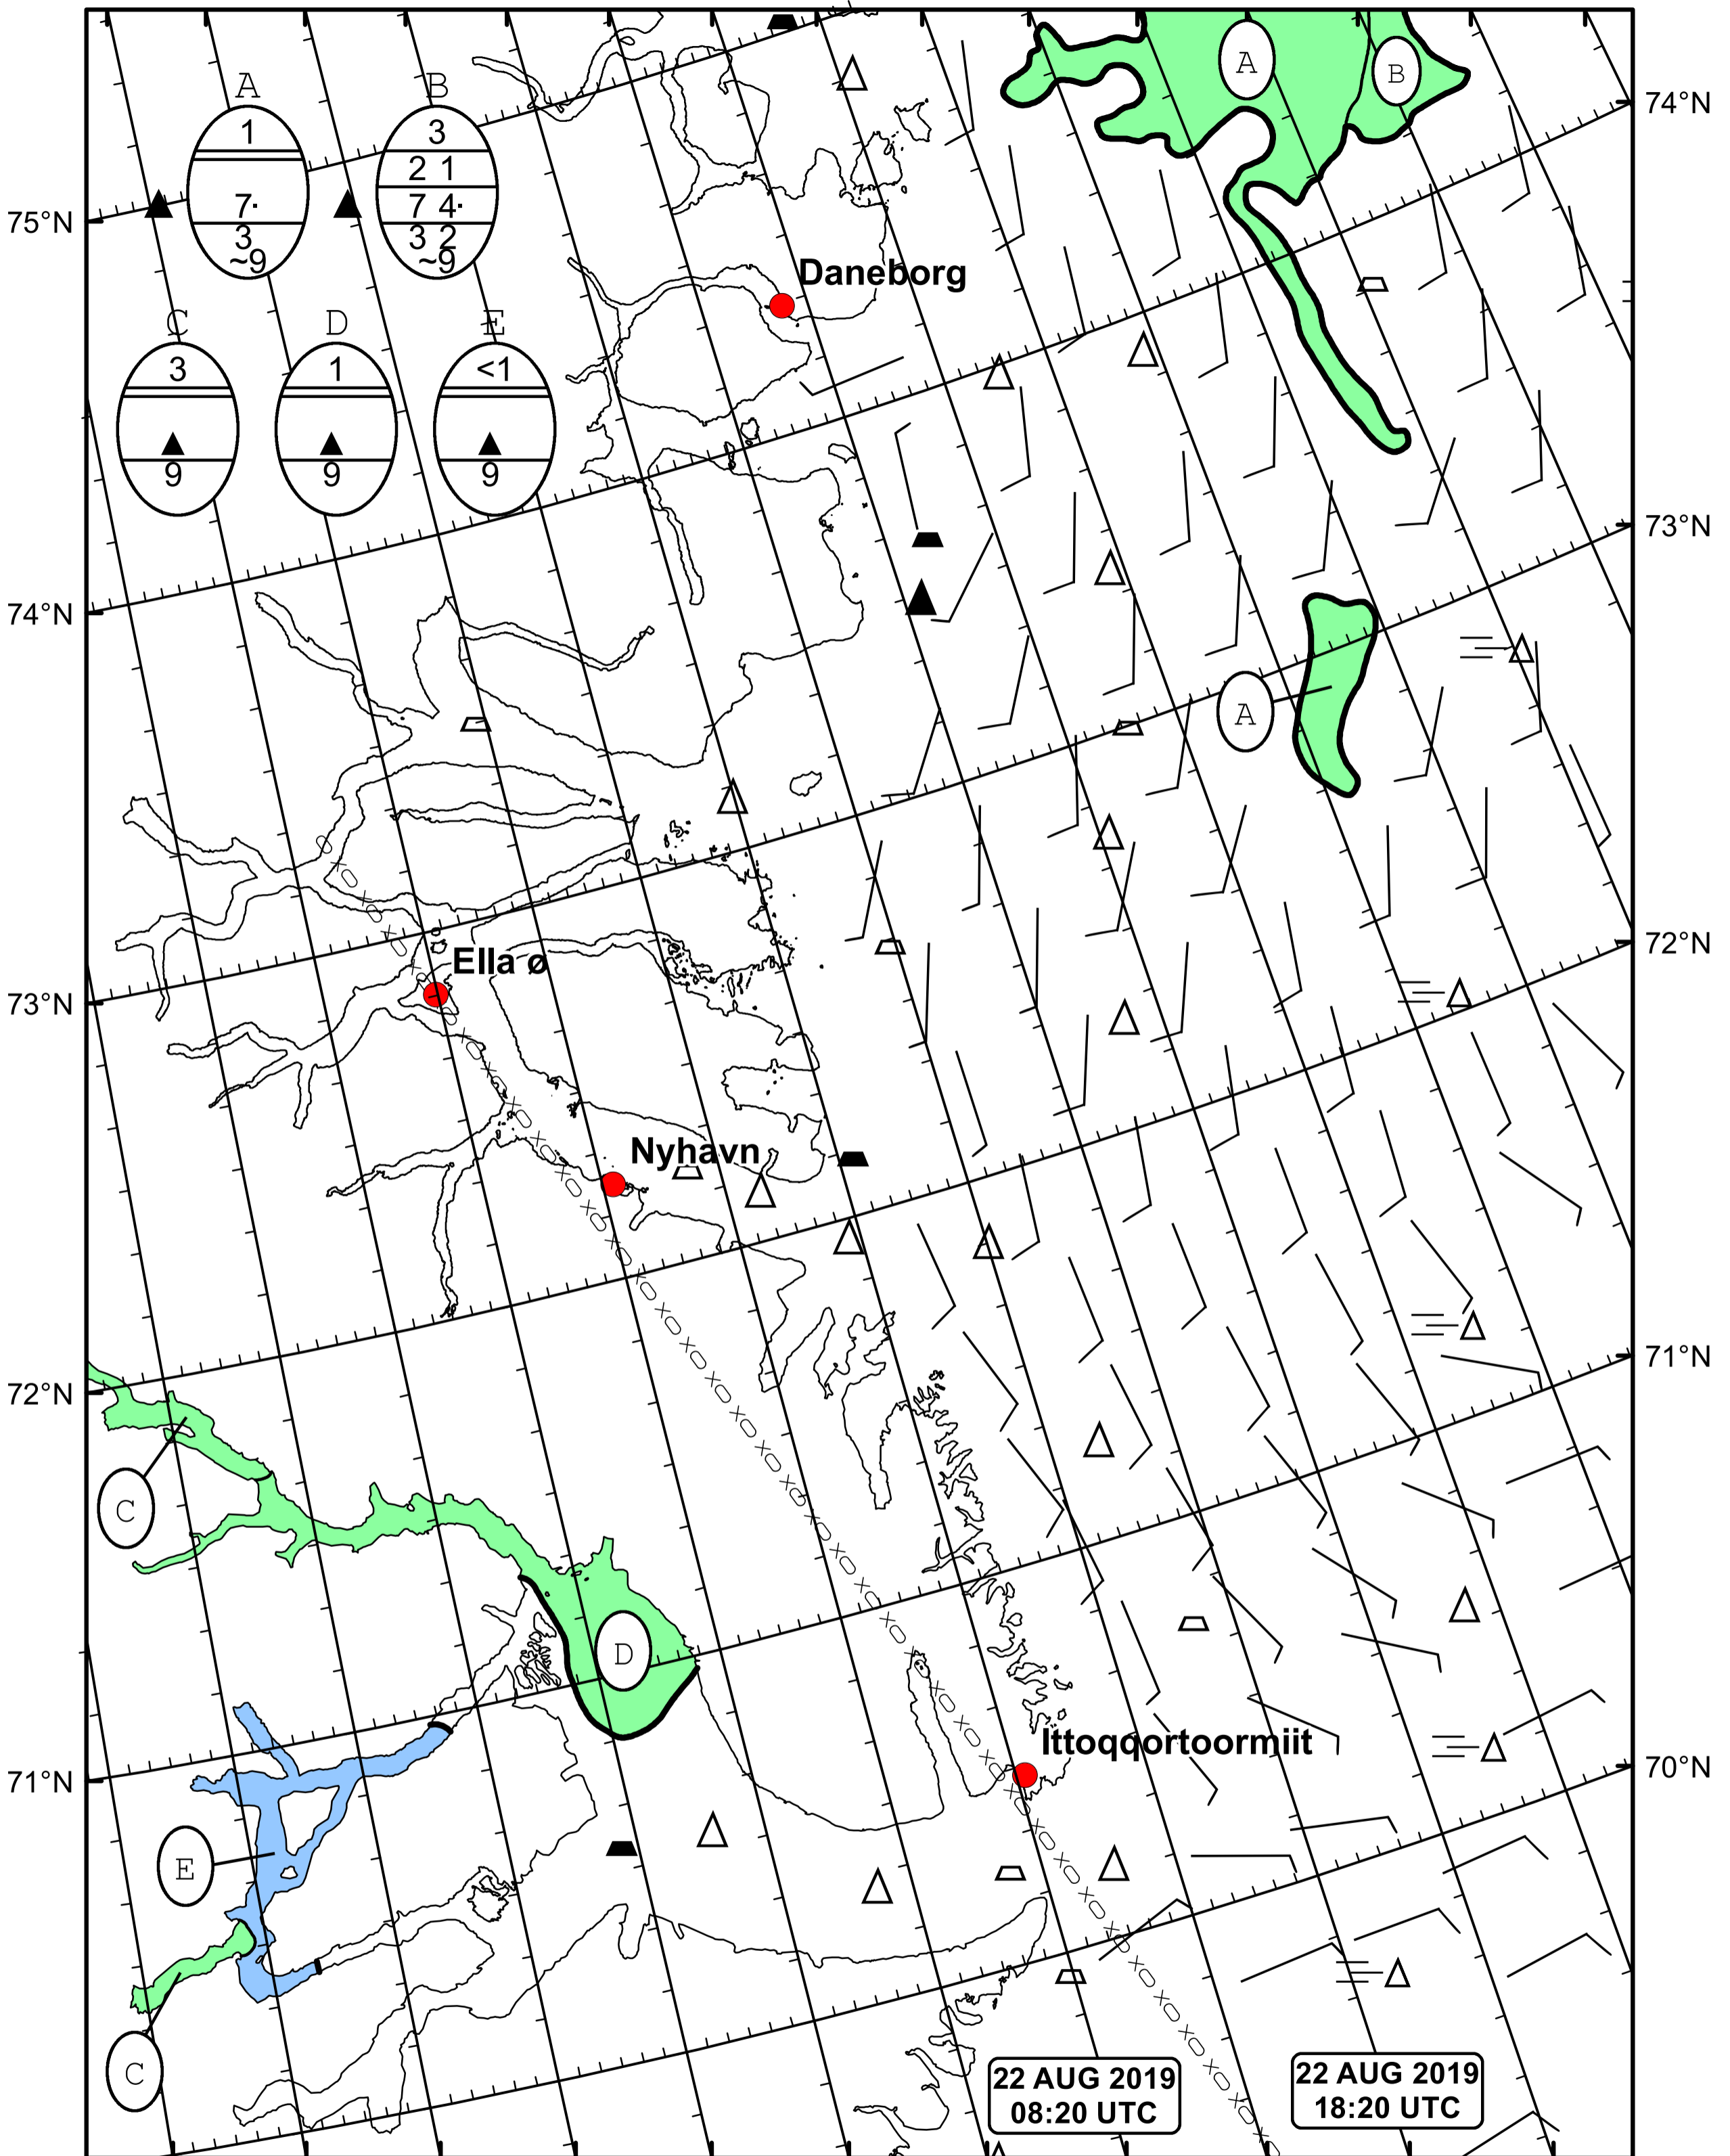 A
B
1
3
2 1
7·
7 4·
3
3 2
~9
~9
C
D
E
3
1
<1
9
9
9
A
B
74°N
75°N
Daneborg
73°N
74°N
A
72°N
Ella ø
73°N
Nyhavn
71°N
72°N
C
D
Ittoqqortoormiit
71°N
70°N
E
C
22 AUG 2019
08:20 UTC
22 AUG 2019
18:20 UTC